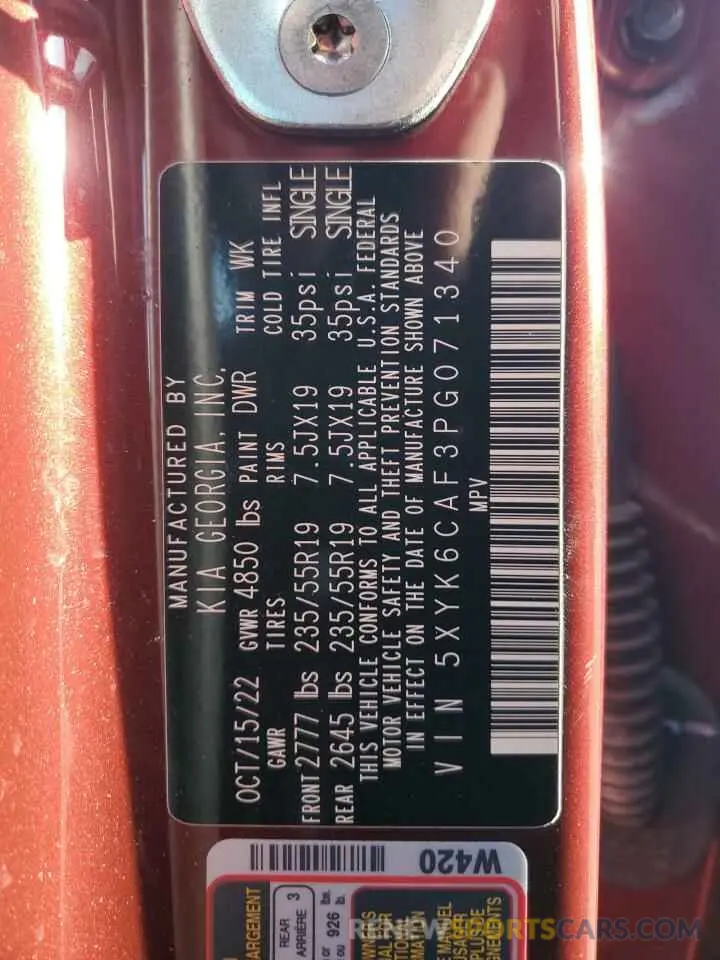 MANUFACTURED BY
KIA GEORGIA, INC.
OCT/15/22 GVWR 4850 lbs PAINT DWR TRIM WK
GAWR TIRES RIMS COLD TIRE INFL
FRONT 2777 lbs 235/55R19 7.5JX19 35psi SINGLE
REAR 2645 lbs 235/55R19 7.5JX19 35psi SINGLE
THIS VEHICLE CONFORMS TO ALL APPLICABLE U.S.A. FEDERAL
MOTOR VEHICLE SAFETY AND THEFT PREVENTION STANDARDS
IN EFFECT ON THE DATE OF MANUFACTURE SHOWN ABOVE
VIN 5XYK6CAF3PG071340
MPV
W420
REAR
ARRIÈRE 3
926 lb.
RENEWSPORTSCARS.COM